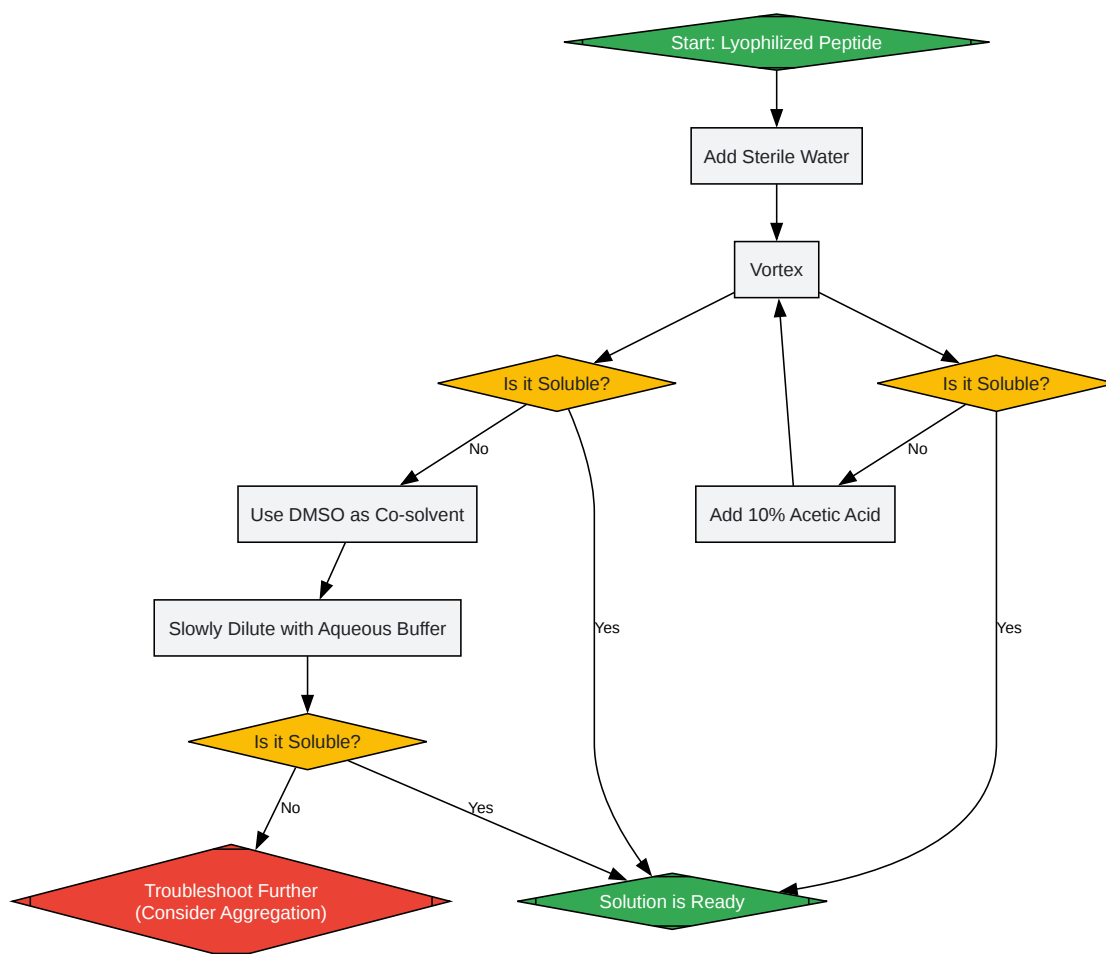 Start: Lyophilized Peptide
Add Sterile Water
Vortex
Is it Soluble?
Is it Soluble?
No
No
Use DMSO as Co-solvent
Add 10% Acetic Acid
Slowly Dilute with Aqueous Buffer
Yes
Yes
Is it Soluble?
No
Yes
Troubleshoot Further
(Consider Aggregation)
Solution is Ready